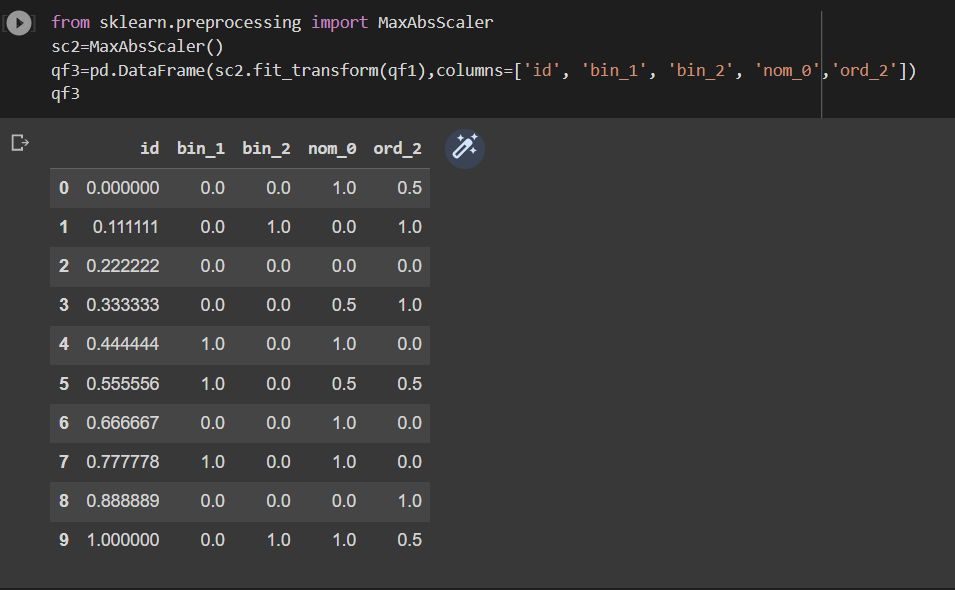 from sklearn.preprocessing import MaxAbsScaler
sc2=MaxAbsScaler()
qf3=pd.DataFrame(sc2.fit_transform(qf1),columns=['id', 'bin_1', 'bin_2', 'nom_0','ord_2'])
qf3
id bin_1 bin_2 nom_0 ord_2
0 0.000000 0.0 0.0 1.0 0.5
1 0.111111 0.0 1.0 0.0 1.0
2 0.222222 0.0 0.0 0.0 0.0
3 0.333333 0.0 0.0 0.5 1.0
4 0.444444 1.0 0.0 1.0 0.0
5 0.555556 1.0 0.0 0.5 0.5
6 0.666667 0.0 0.0 1.0 0.0
7 0.777778 1.0 0.0 1.0 0.0
8 0.888889 0.0 0.0 0.0 1.0
9 1.000000 0.0 1.0 1.0 0.5